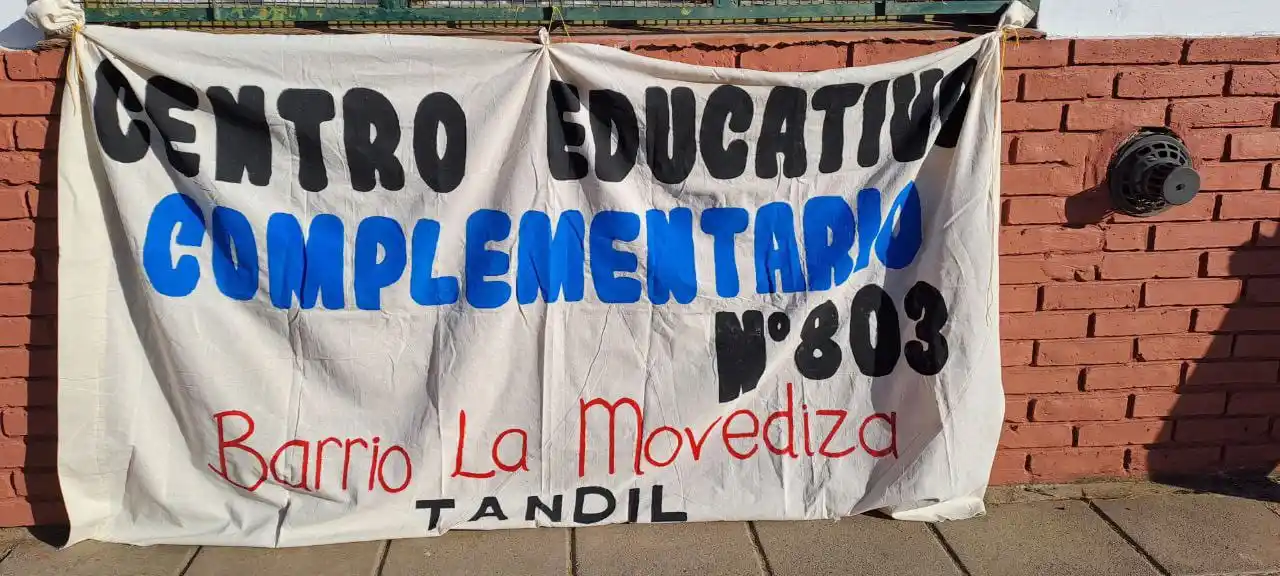 CENTRO EDUCATIVO
COMPLEMENTARIO
N°803
Barrio La Movediza
TANDIL